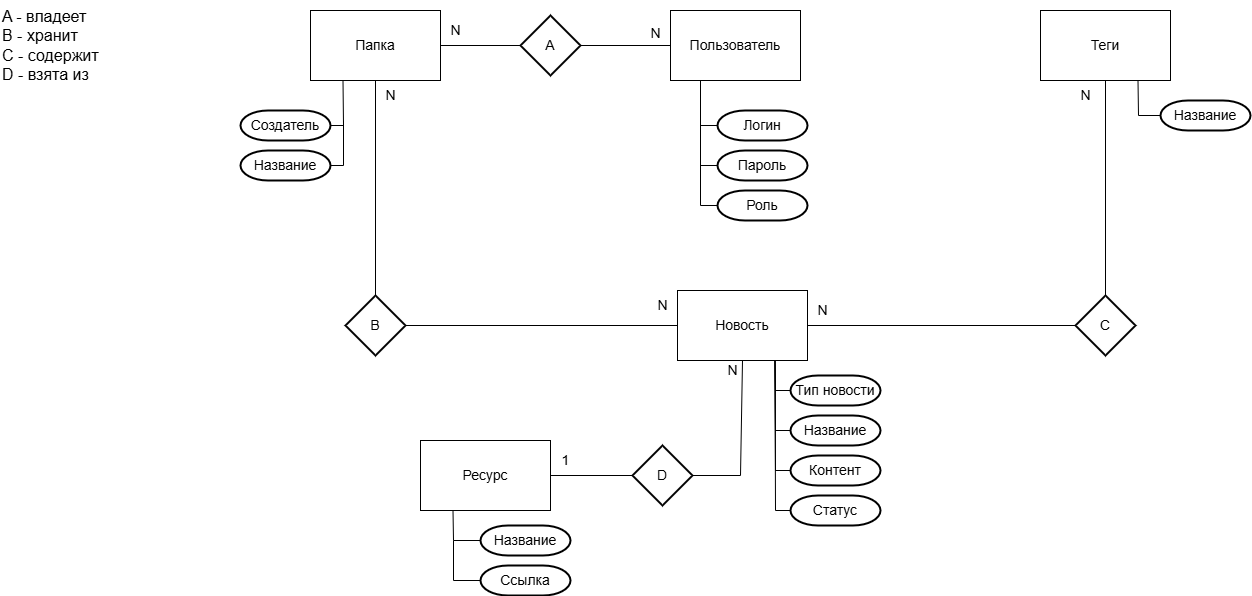 A - владеет
B - хранит
C - содержит
D - взята из
Папка
N
A
N
Пользователь
Теги
N
N
Создатель
Название
Логин
Пароль
Роль
Название
B
N
Новость
N
C
N
Тип новости
Название
Контент
Статус
Ресурс
1
D
Название
Ссылка